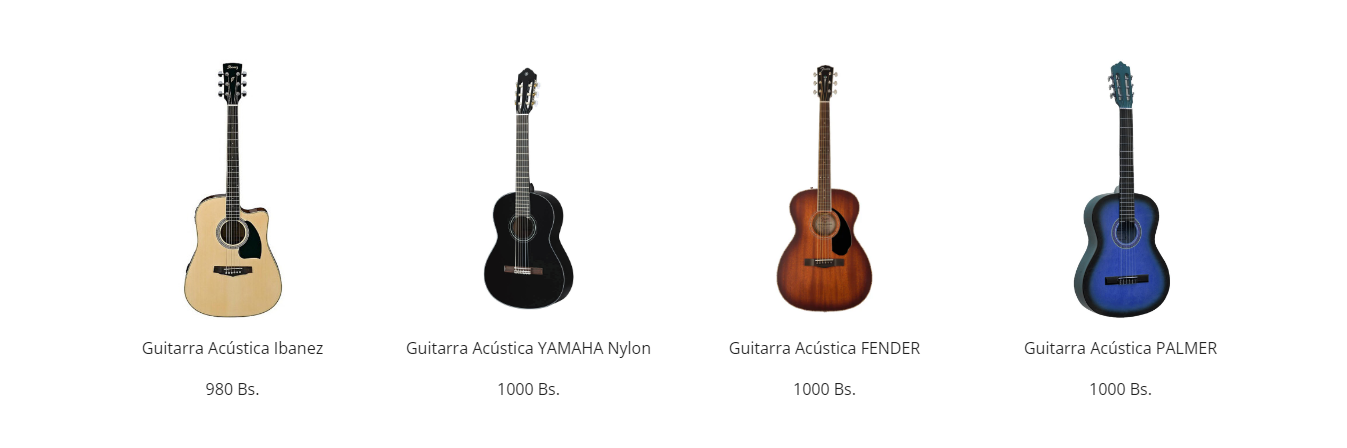 Guitarra Acústica Ibanez
980 Bs.
Guitarra Acústica YAMAHA Nylon
1000 Bs.
Guitarra Acústica FENDER
1000 Bs.
Guitarra Acústica PALMER
1000 Bs.